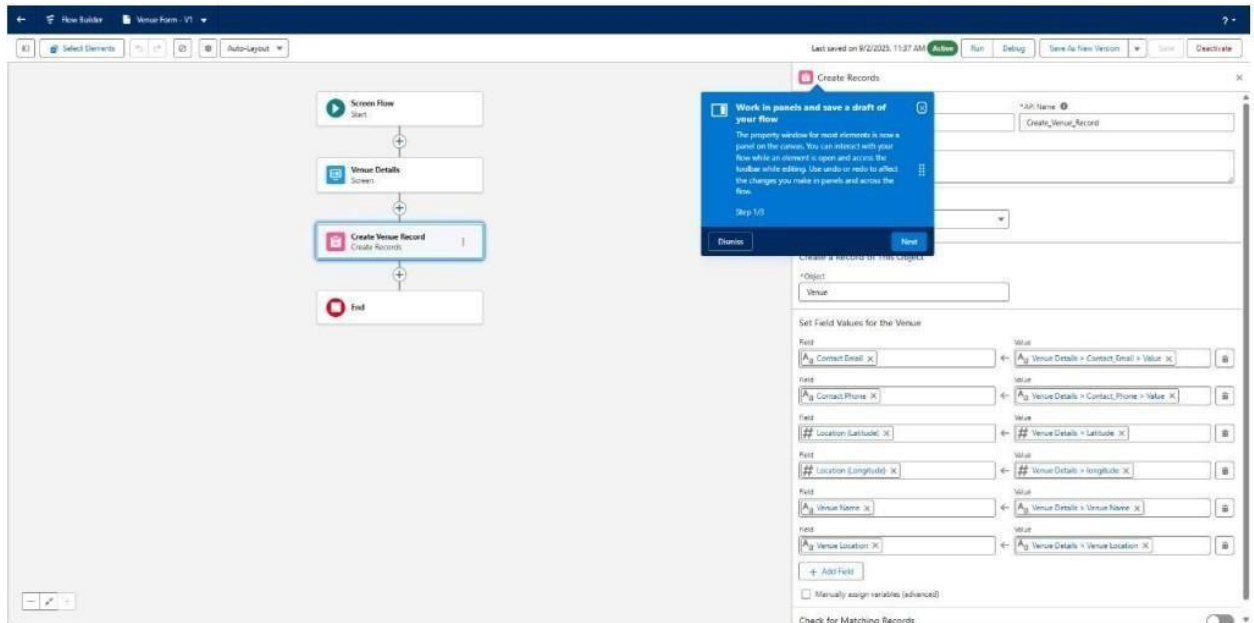 Flow Builder Venue Form - V1 ?
Select Elements Auto-Layout Last saved on 9/2/2025, 11:37 AM Active Run Debug Save As New Version Save Deactivate
Create Records
Screen Flow
Start
Venue Details
Screen
Create Venue Record
Create Records
End
Work in panels and save a draft of
your flow
The property window for most elements is now a
panel on the canvas. You can interact with your
flow while an element is open and access the
toolbar while editing. Use undo or redo to affect
the changes you make in panels and across the
flow.
Step 1/3
Dismiss Next
*API Name
Create_Venue_Record
Create a Record of This Object
*Object
Venue
Set Field Values for the Venue
Field Value
Contact Email Venue Details > Contact_Email > Value
Field Value
Contact Phone Venue Details > Contact_Phone > Value
Field Value
Location (Latitude) Venue Details > Latitude
Field Value
Location (Longitude) Venue Details > longitude
Field Value
Venue Name Venue Details > Venue Name
Field Value
Venue Location Venue Details > Venue Location
+ Add Field
Manually assign variables (advanced)
Check for Matching Records